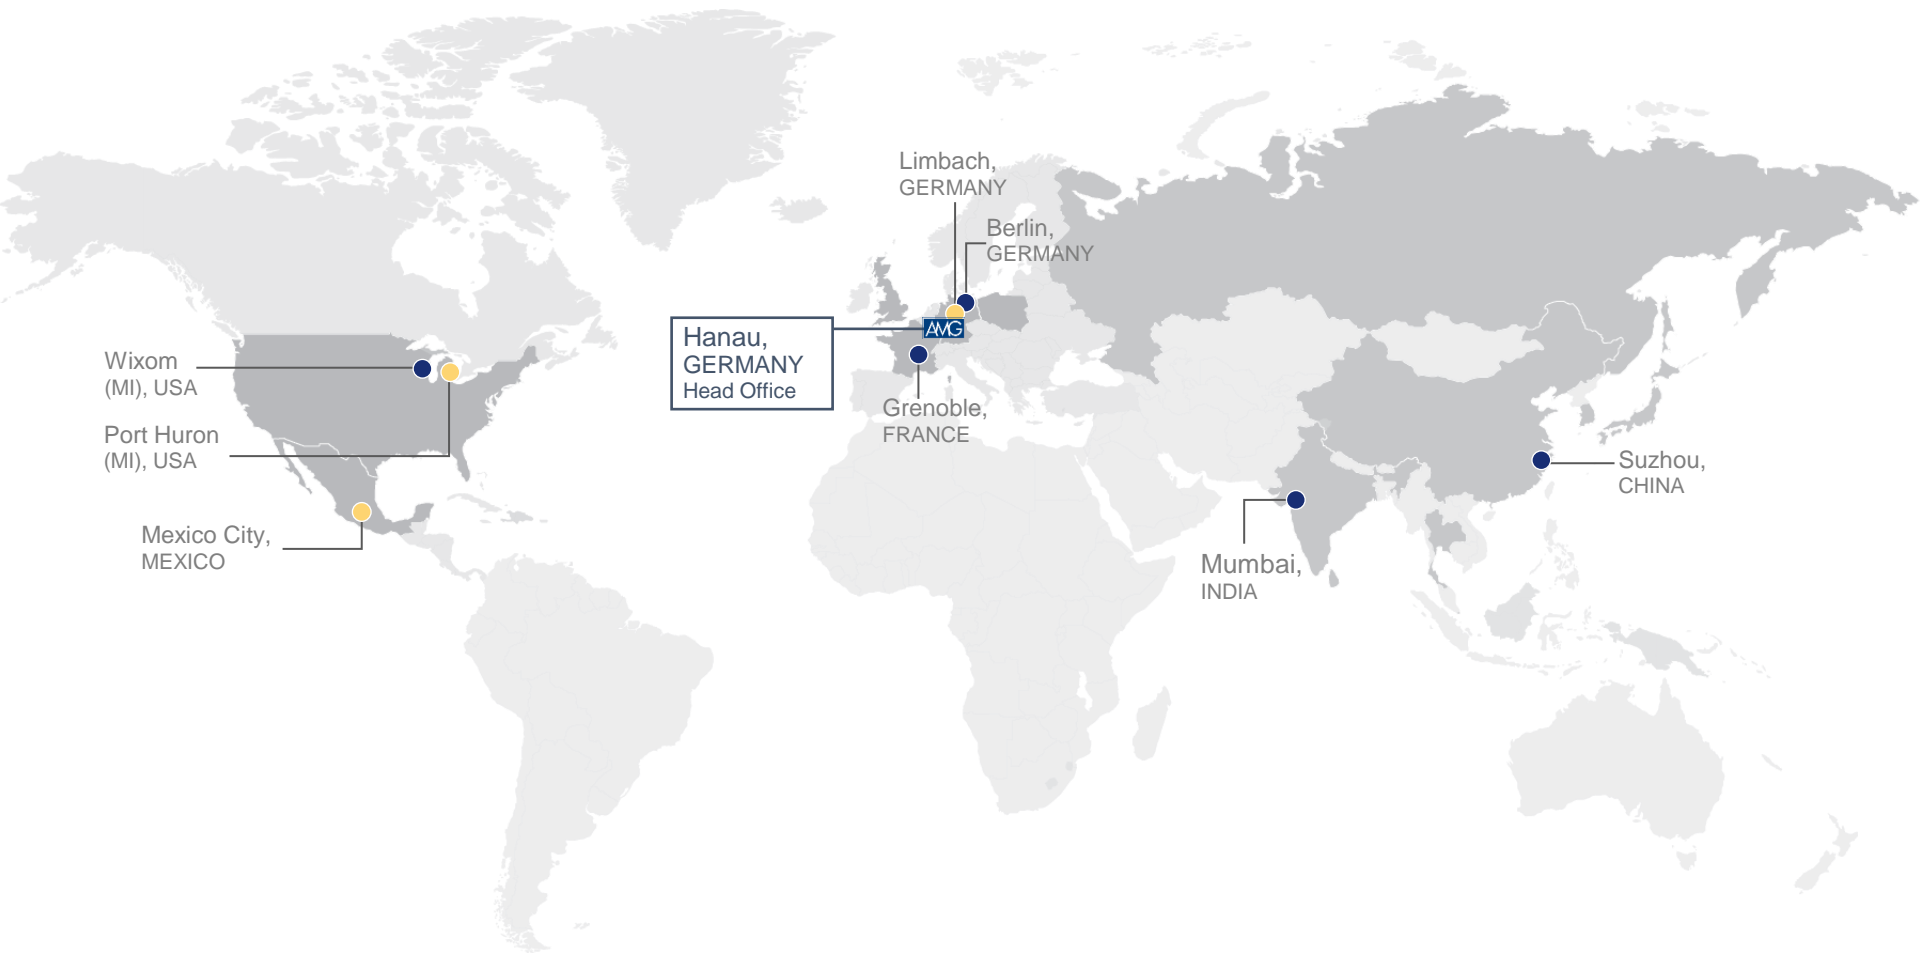 Limbach,
GERMANY
Berlin,
GERMANY
Wixom
(MI), USA
Port Huron
(MI), USA
Mexico City,
MEXICO
Hanau,
GERMANY
Head Office
AMG
Grenoble,
FRANCE
Suzhou,
CHINA
Mumbai,
INDIA